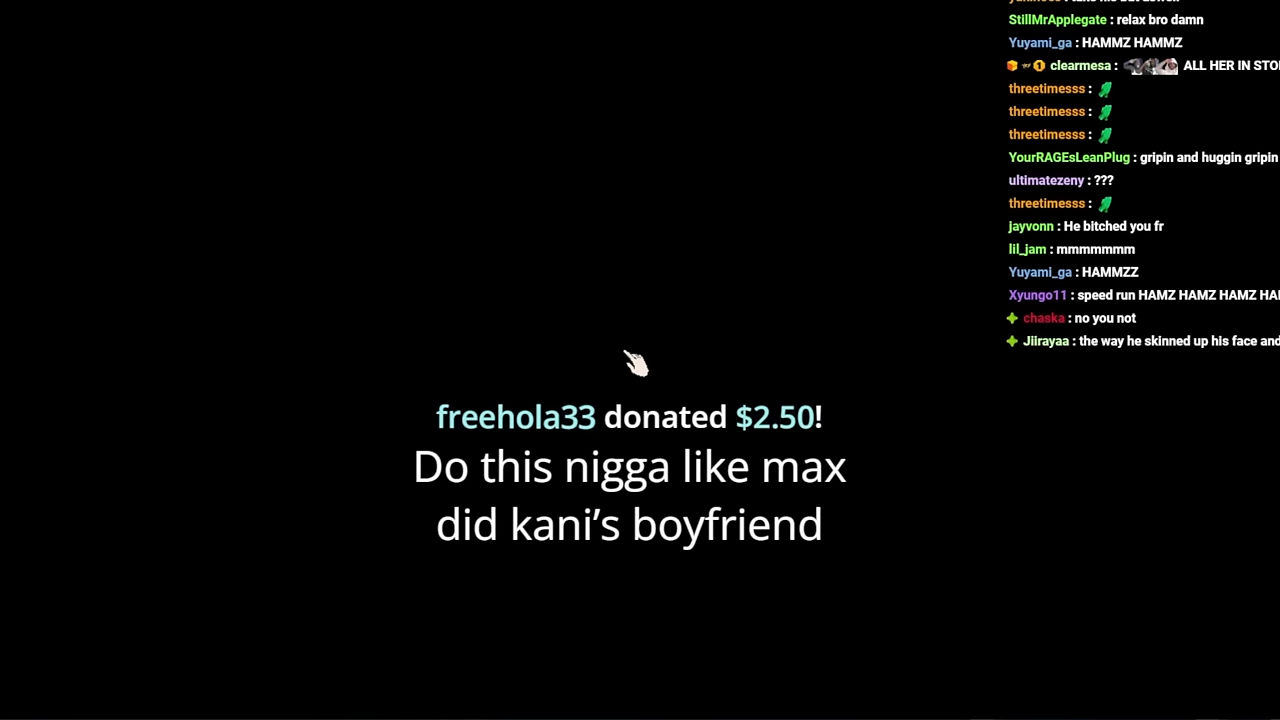 StillMrApplegate : relax bro damn
Yuyami_ga : HAMMZ HAMMZ
clearmesa : ALL HER IN
threetimesss :
threetimesss :
threetimesss :
YourRAGEsLeanPlug : gripin and huggin gripin
ultimatezeny : ???
threetimesss :
jayvonn : He bitched you fr
lil_jam : mmmmmmm
Yuyami_ga : HAMMZZ
Xyungo11 : speed run HAMZ HAMZ HAMZ
chaska : no you not
Jiirayaa : the way he skinned up his face and
freehola33 donated $2.50!
Do this nigga like max
did kani’s boyfriend